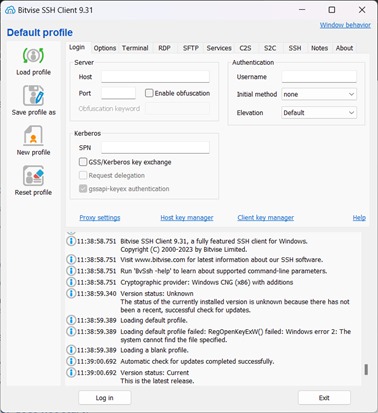 Bitvise SSH Client 9.31
Default profile
Window behavior
Load profile
Save profile as
New profile
Reset profile
Login Options Terminal RDP SFTP Services C2S S2C SSH Notes About
Server
Host
Port
Enable obfuscation
Obfuscation keyword
Authentication
Username
Initial method none
Elevation Default
Kerberos
SPN
GSS/Kerberos key exchange
Request delegation
gssapi-keyex authentication
Proxy settings Host key manager Client key manager Help
11:38:58.751 Bitvise SSH Client 9.31, a fully featured SSH client for Windows.
Copyright (C) 2000-2023 by Bitvise Limited.
11:38:58.751 Visit www.bitvise.com for latest information about our SSH software.
11:38:58.751 Run 'BvSsh -help' to learn about supported command-line parameters.
11:38:58.751 Cryptographic provider: Windows CNG (x86) with additions
11:38:59.340 Version status: Unknown
The status of the currently installed version is unknown because there has
not been a recent, successful check for updates.
11:38:59.389 Loading default profile.
11:38:59.389 Loading default profile failed: RegOpenKeyExW() failed: Windows error 2: The
system cannot find the file specified.
11:38:59.389 Loading a blank profile.
11:39:00.692 Automatic check for updates completed successfully.
11:39:00.692 Version status: Current
This is the latest release.
Log in
Exit